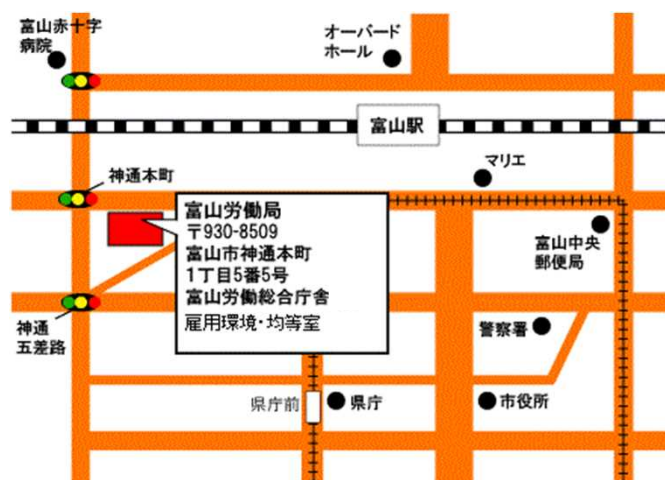 富山赤十字
病院
オーバード
ホール
富山駅
神通本町
マリエ
富山労働局
〒930-8509
富山市神通本町
1丁目5番5号
富山労働総合庁舎
雇用環境・均等室
富山中央
郵便局
神通
五差路
警察署
県庁前
県庁
市役所